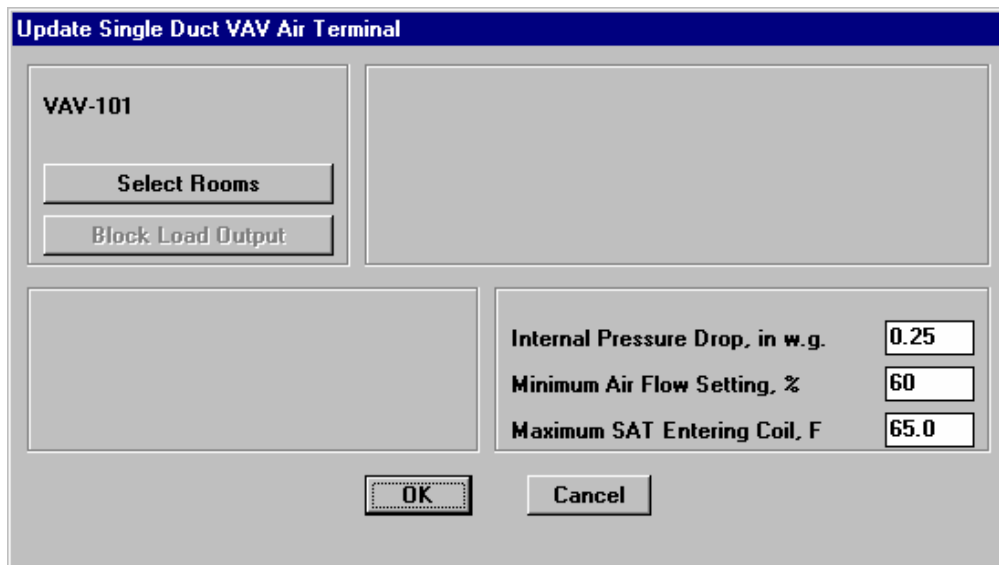 Update Single Duct VAV Air Terminal
VAV-101
Select Rooms
Block Load Output
Internal Pressure Drop, in w.g. 0.25
Minimum Air Flow Setting, % 60
Maximum SAT Entering Coil, F 65.0
OK Cancel